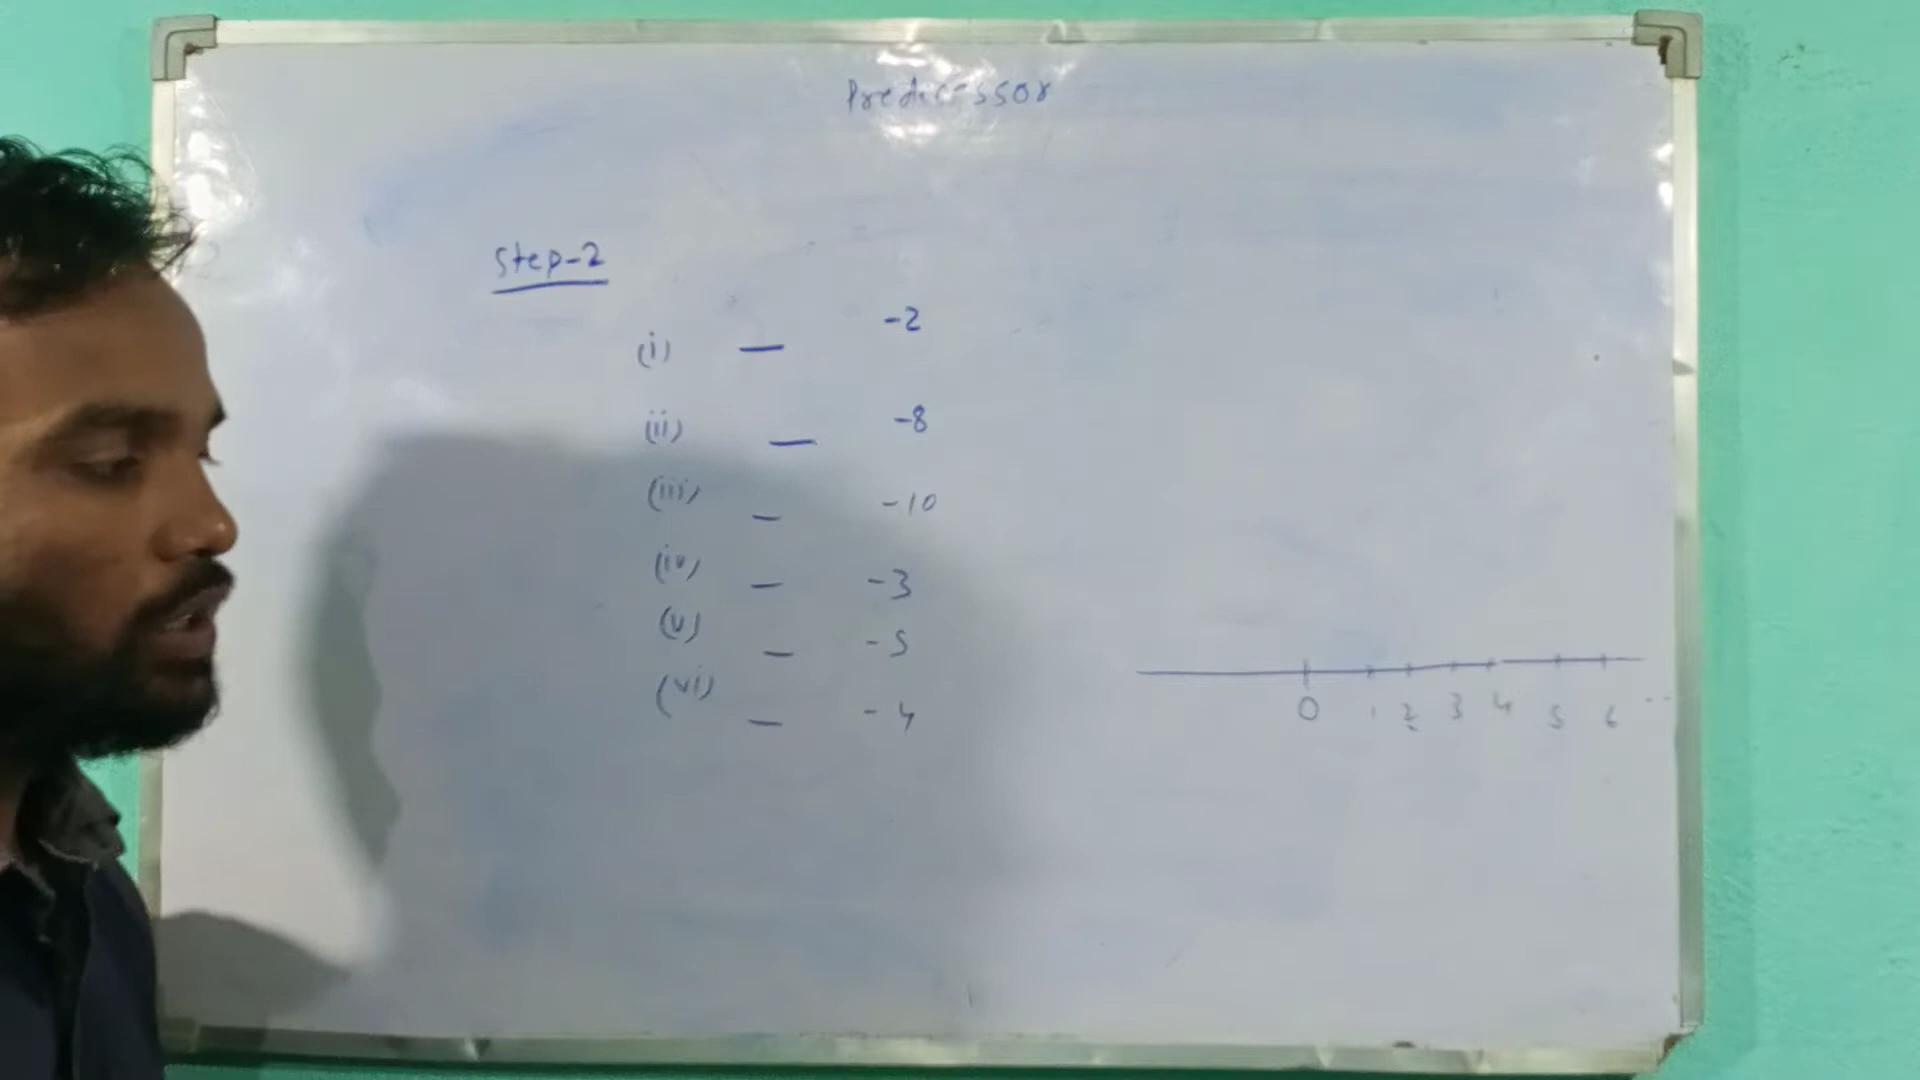 Predecessor
Step-2
(i) — -2
(ii) — -8
(iii) — -10
(iv) — -3
(v) — -5
(vi) — -4
0 1 2 3 4 5 6 ...